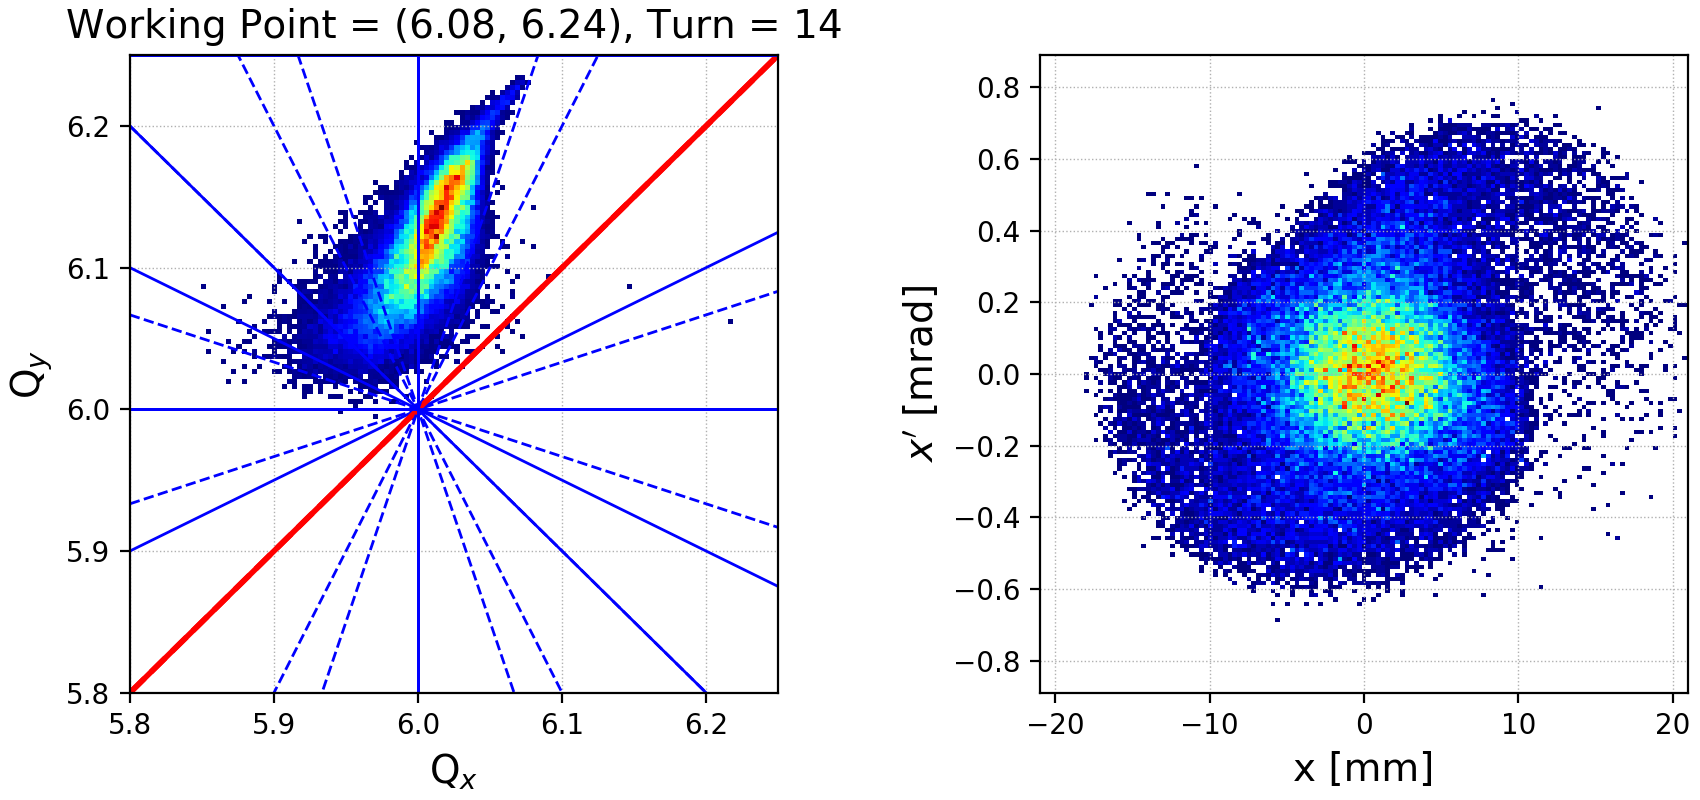 Working Point = (6.08, 6.24), Turn = 14
6.2
6.1
6.0
5.9
5.8
Q_y
5.8 5.9 6.0 6.1 6.2
Q_x
0.8
0.6
0.4
0.2
0.0
−0.2
−0.4
−0.6
−0.8
x′ [mrad]
−20 −10 0 10 20
x [mm]